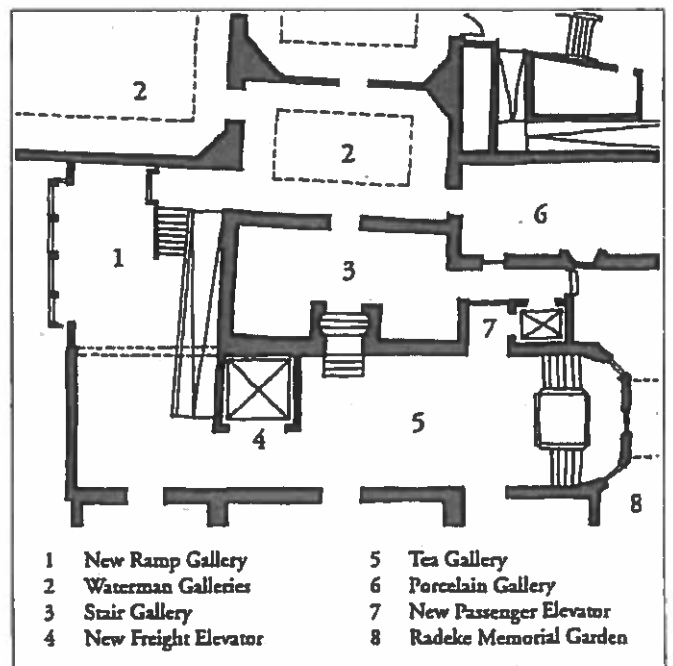 2
2
6
1
3
7
4
5
8
1 New Ramp Gallery
2 Waterman Galleries
3 Stair Gallery
4 New Freight Elevator
5 Tea Gallery
6 Porcelain Gallery
7 New Passenger Elevator
8 Radeke Memorial Garden